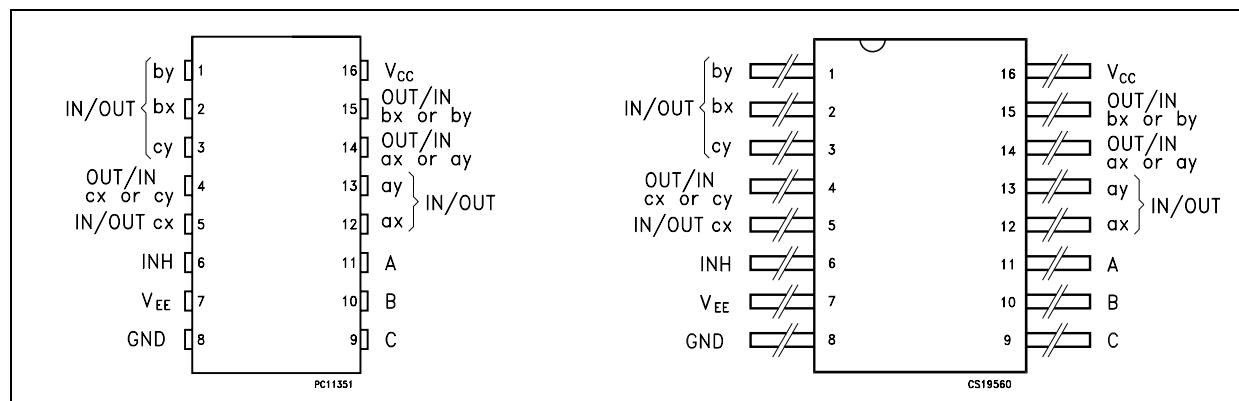 by 1 16 VCC
IN/OUT bx 2 15 OUT/IN bx or by
cy 3 14 OUT/IN ax or ay
OUT/IN cx or cy 4 13 ay IN/OUT
IN/OUT cx 5 12 ax
INH 6 11 A
VEE 7 10 B
GND 8 9 C
PC11351
by 1 16 VCC
IN/OUT bx 2 15 OUT/IN bx or by
cy 3 14 OUT/IN ax or ay
OUT/IN cx or cy 4 13 ay IN/OUT
IN/OUT cx 5 12 ax
INH 6 11 A
VEE 7 10 B
GND 8 9 C
CS19560